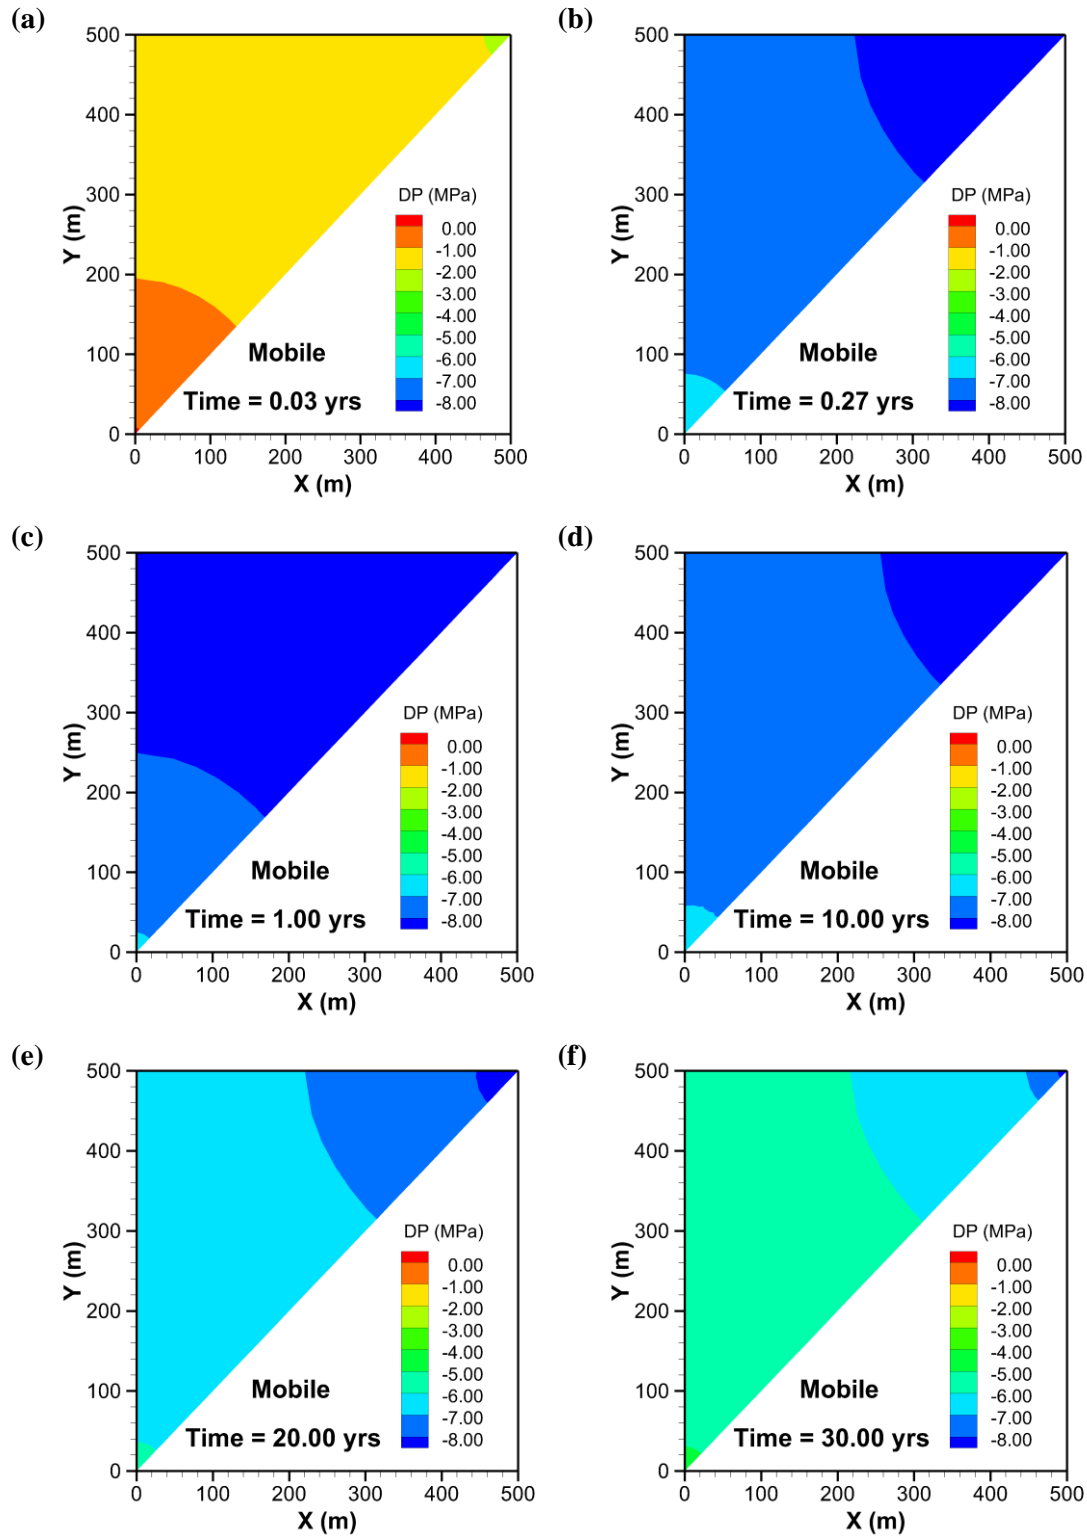 (a)
500
400
300
200
100
0
Y (m)
DP (MPa)
0.00
-1.00
-2.00
-3.00
-4.00
-5.00
-6.00
-7.00
-8.00
Mobile
Time = 0.03 yrs
0 100 200 300 400 500
X (m)
(b)
500
400
300
200
100
0
Y (m)
DP (MPa)
0.00
-1.00
-2.00
-3.00
-4.00
-5.00
-6.00
-7.00
-8.00
Mobile
Time = 0.27 yrs
0 100 200 300 400 500
X (m)
(c)
500
400
300
200
100
0
Y (m)
DP (MPa)
0.00
-1.00
-2.00
-3.00
-4.00
-5.00
-6.00
-7.00
-8.00
Mobile
Time = 1.00 yrs
0 100 200 300 400 500
X (m)
(d)
500
400
300
200
100
0
Y (m)
DP (MPa)
0.00
-1.00
-2.00
-3.00
-4.00
-5.00
-6.00
-7.00
-8.00
Mobile
Time = 10.00 yrs
0 100 200 300 400 500
X (m)
(e)
500
400
300
200
100
0
Y (m)
DP (MPa)
0.00
-1.00
-2.00
-3.00
-4.00
-5.00
-6.00
-7.00
-8.00
Mobile
Time = 20.00 yrs
0 100 200 300 400 500
X (m)
(f)
500
400
300
200
100
0
Y (m)
DP (MPa)
0.00
-1.00
-2.00
-3.00
-4.00
-5.00
-6.00
-7.00
-8.00
Mobile
Time = 30.00 yrs
0 100 200 300 400 500
X (m)